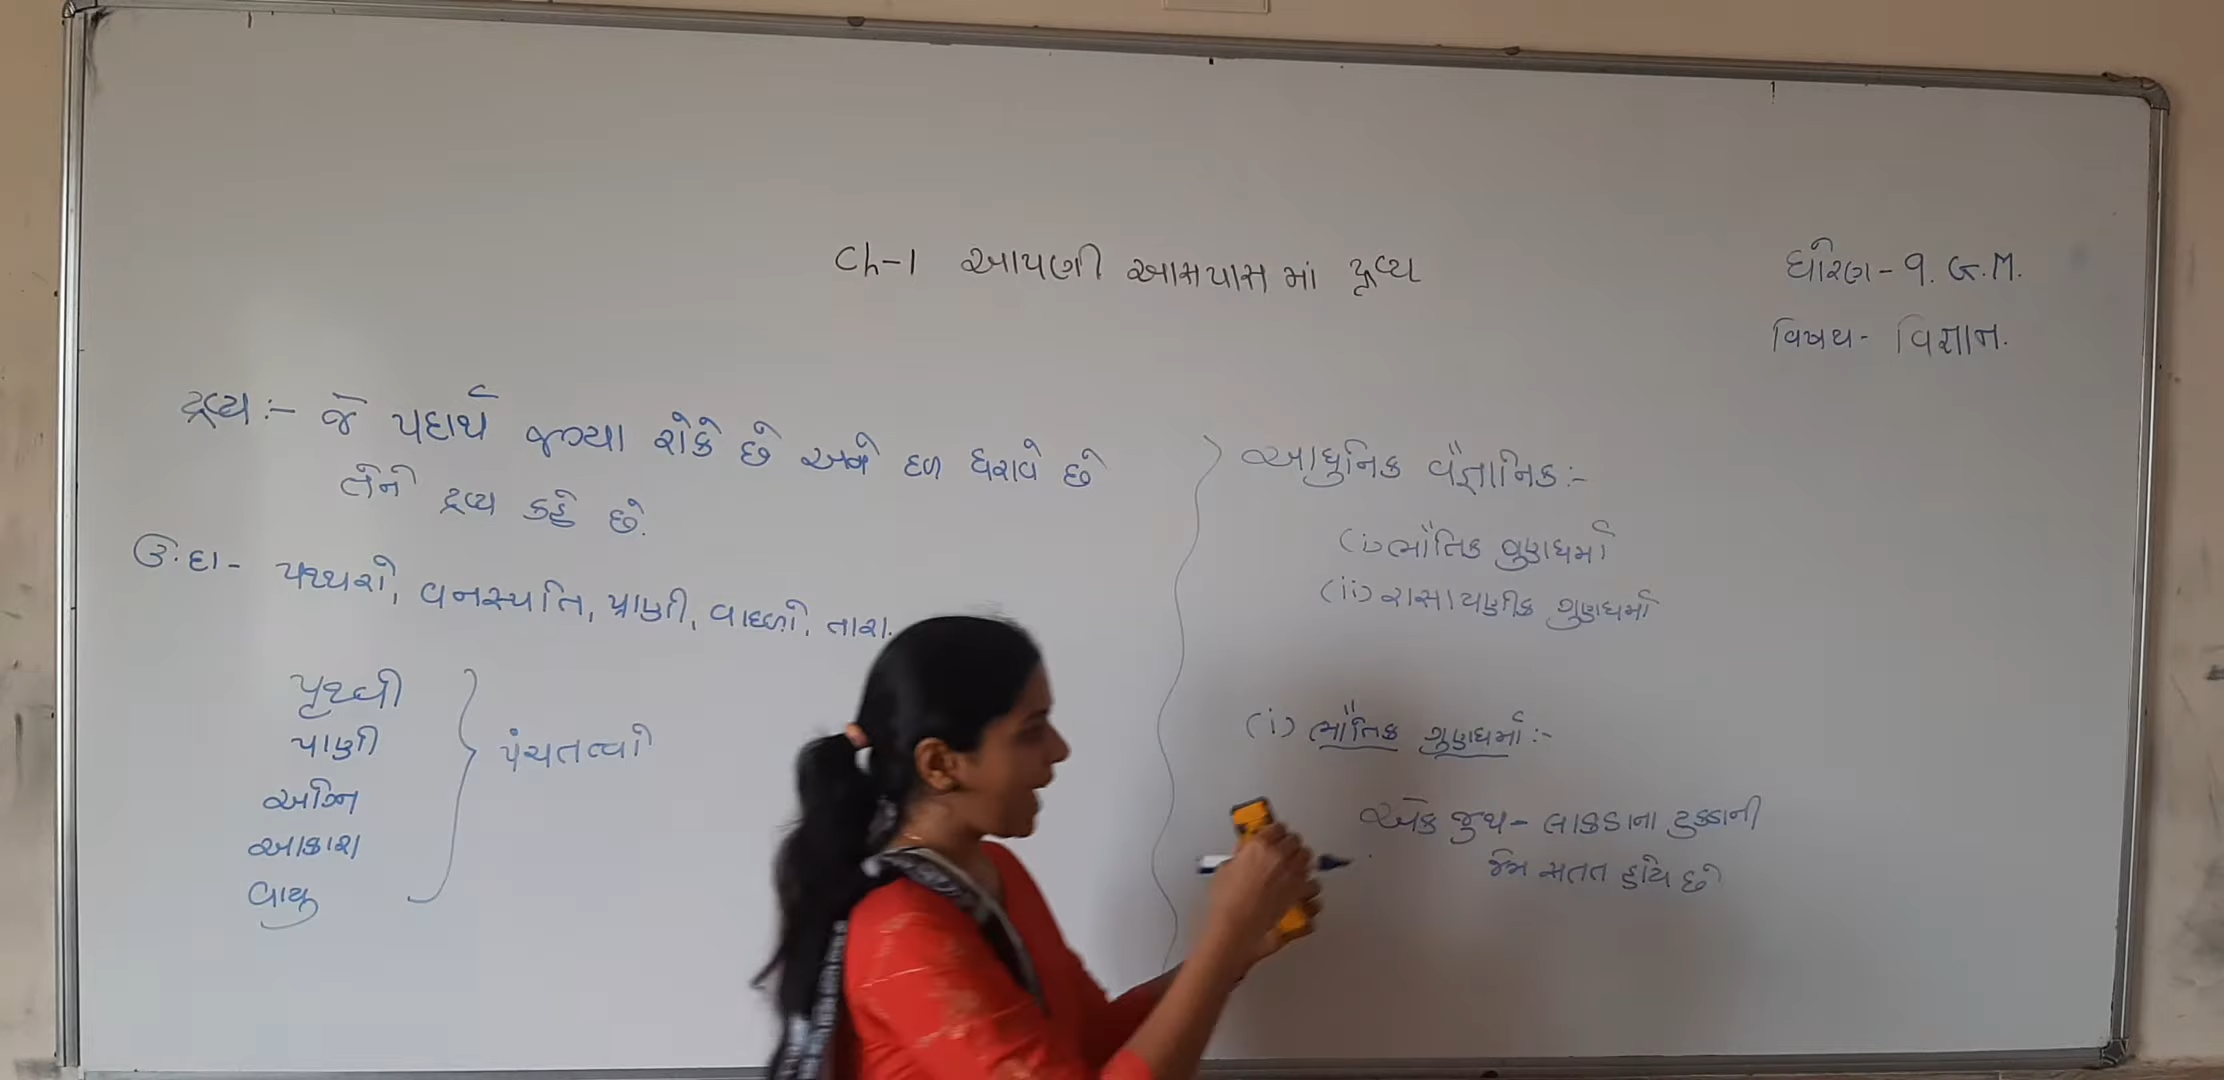 Ch-1 આપણી આસપાસ માં દ્રવ્ય
ધોરણ - ૧. G.M.
વિષય - વિજ્ઞાન.
દ્રવ્ય :- જે પદાર્થ જગ્યા રોકે છે અને દળ ધરાવે છે
તેને દ્રવ્ય કહે છે.
ઉ.દા - પથ્થરો, વનસ્પતિ, પ્રાણી, વાદળો, તારા.
પૃથ્વી
પાણી
અગ્નિ
આકાશ
વાયુ
પંચતત્વો
આધુનિક વૈજ્ઞાનિક :-
(i) ભૌતિક ગુણધર્મો
(ii) રાસાયણીક ગુણધર્મો
(i) ભૌતિક ગુણધર્મો :-
એક જુથ - લાકડાના ટુકડાની
જેમ સતત હોય છે